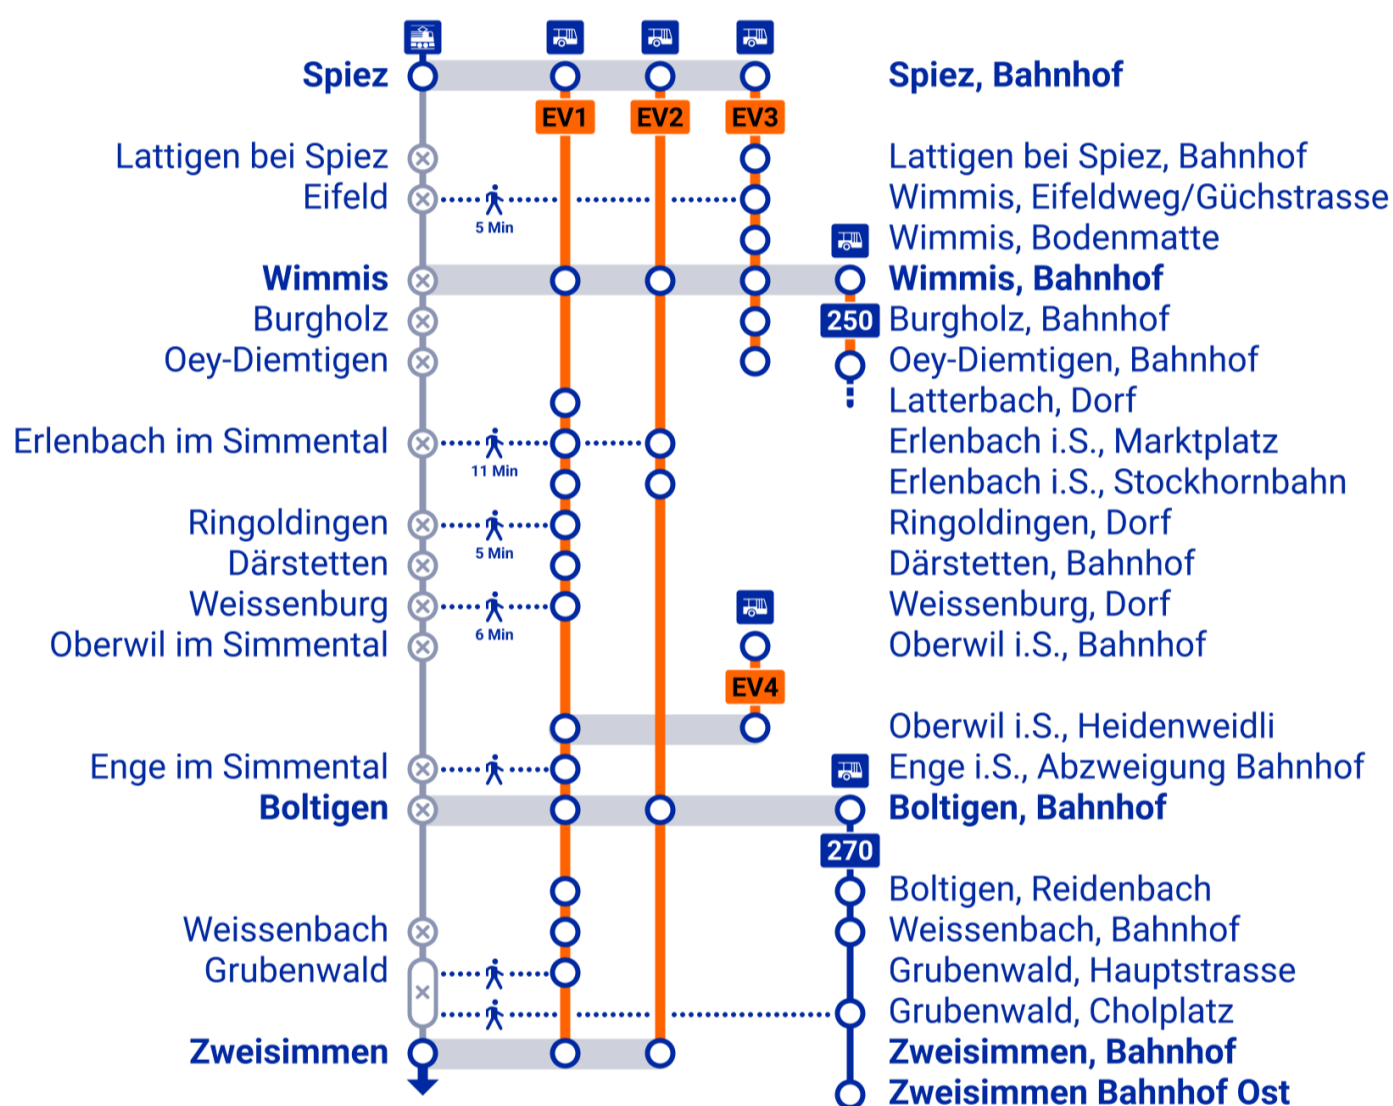 Spiez Spiez, Bahnhof
EV1 EV2 EV3
Lattigen bei Spiez Lattigen bei Spiez, Bahnhof
Eifeld Wimmis, Eifeldweg/Güchstrasse
5 Min
Wimmis, Bodenmatte
Wimmis Wimmis, Bahnhof
Burgholz 250 Burgholz, Bahnhof
Oey-Diemtigen Oey-Diemtigen, Bahnhof
Latterbach, Dorf
Erlenbach im Simmental Erlenbach i.S., Marktplatz
11 Min
Erlenbach i.S., Stockhornbahn
Ringoldingen Ringoldingen, Dorf
5 Min
Därstetten Därstetten, Bahnhof
Weissenburg Weissenburg, Dorf
6 Min
Oberwil im Simmental Oberwil i.S., Bahnhof
EV4
Oberwil i.S., Heidenweidli
Enge im Simmental Enge i.S., Abzweigung Bahnhof
Boltigen Boltigen, Bahnhof
270
Boltigen, Reidenbach
Weissenbach Weissenbach, Bahnhof
Grubenwald Grubenwald, Hauptstrasse
Grubenwald, Cholplatz
Zweisimmen Zweisimmen, Bahnhof
Zweisimmen Bahnhof Ost